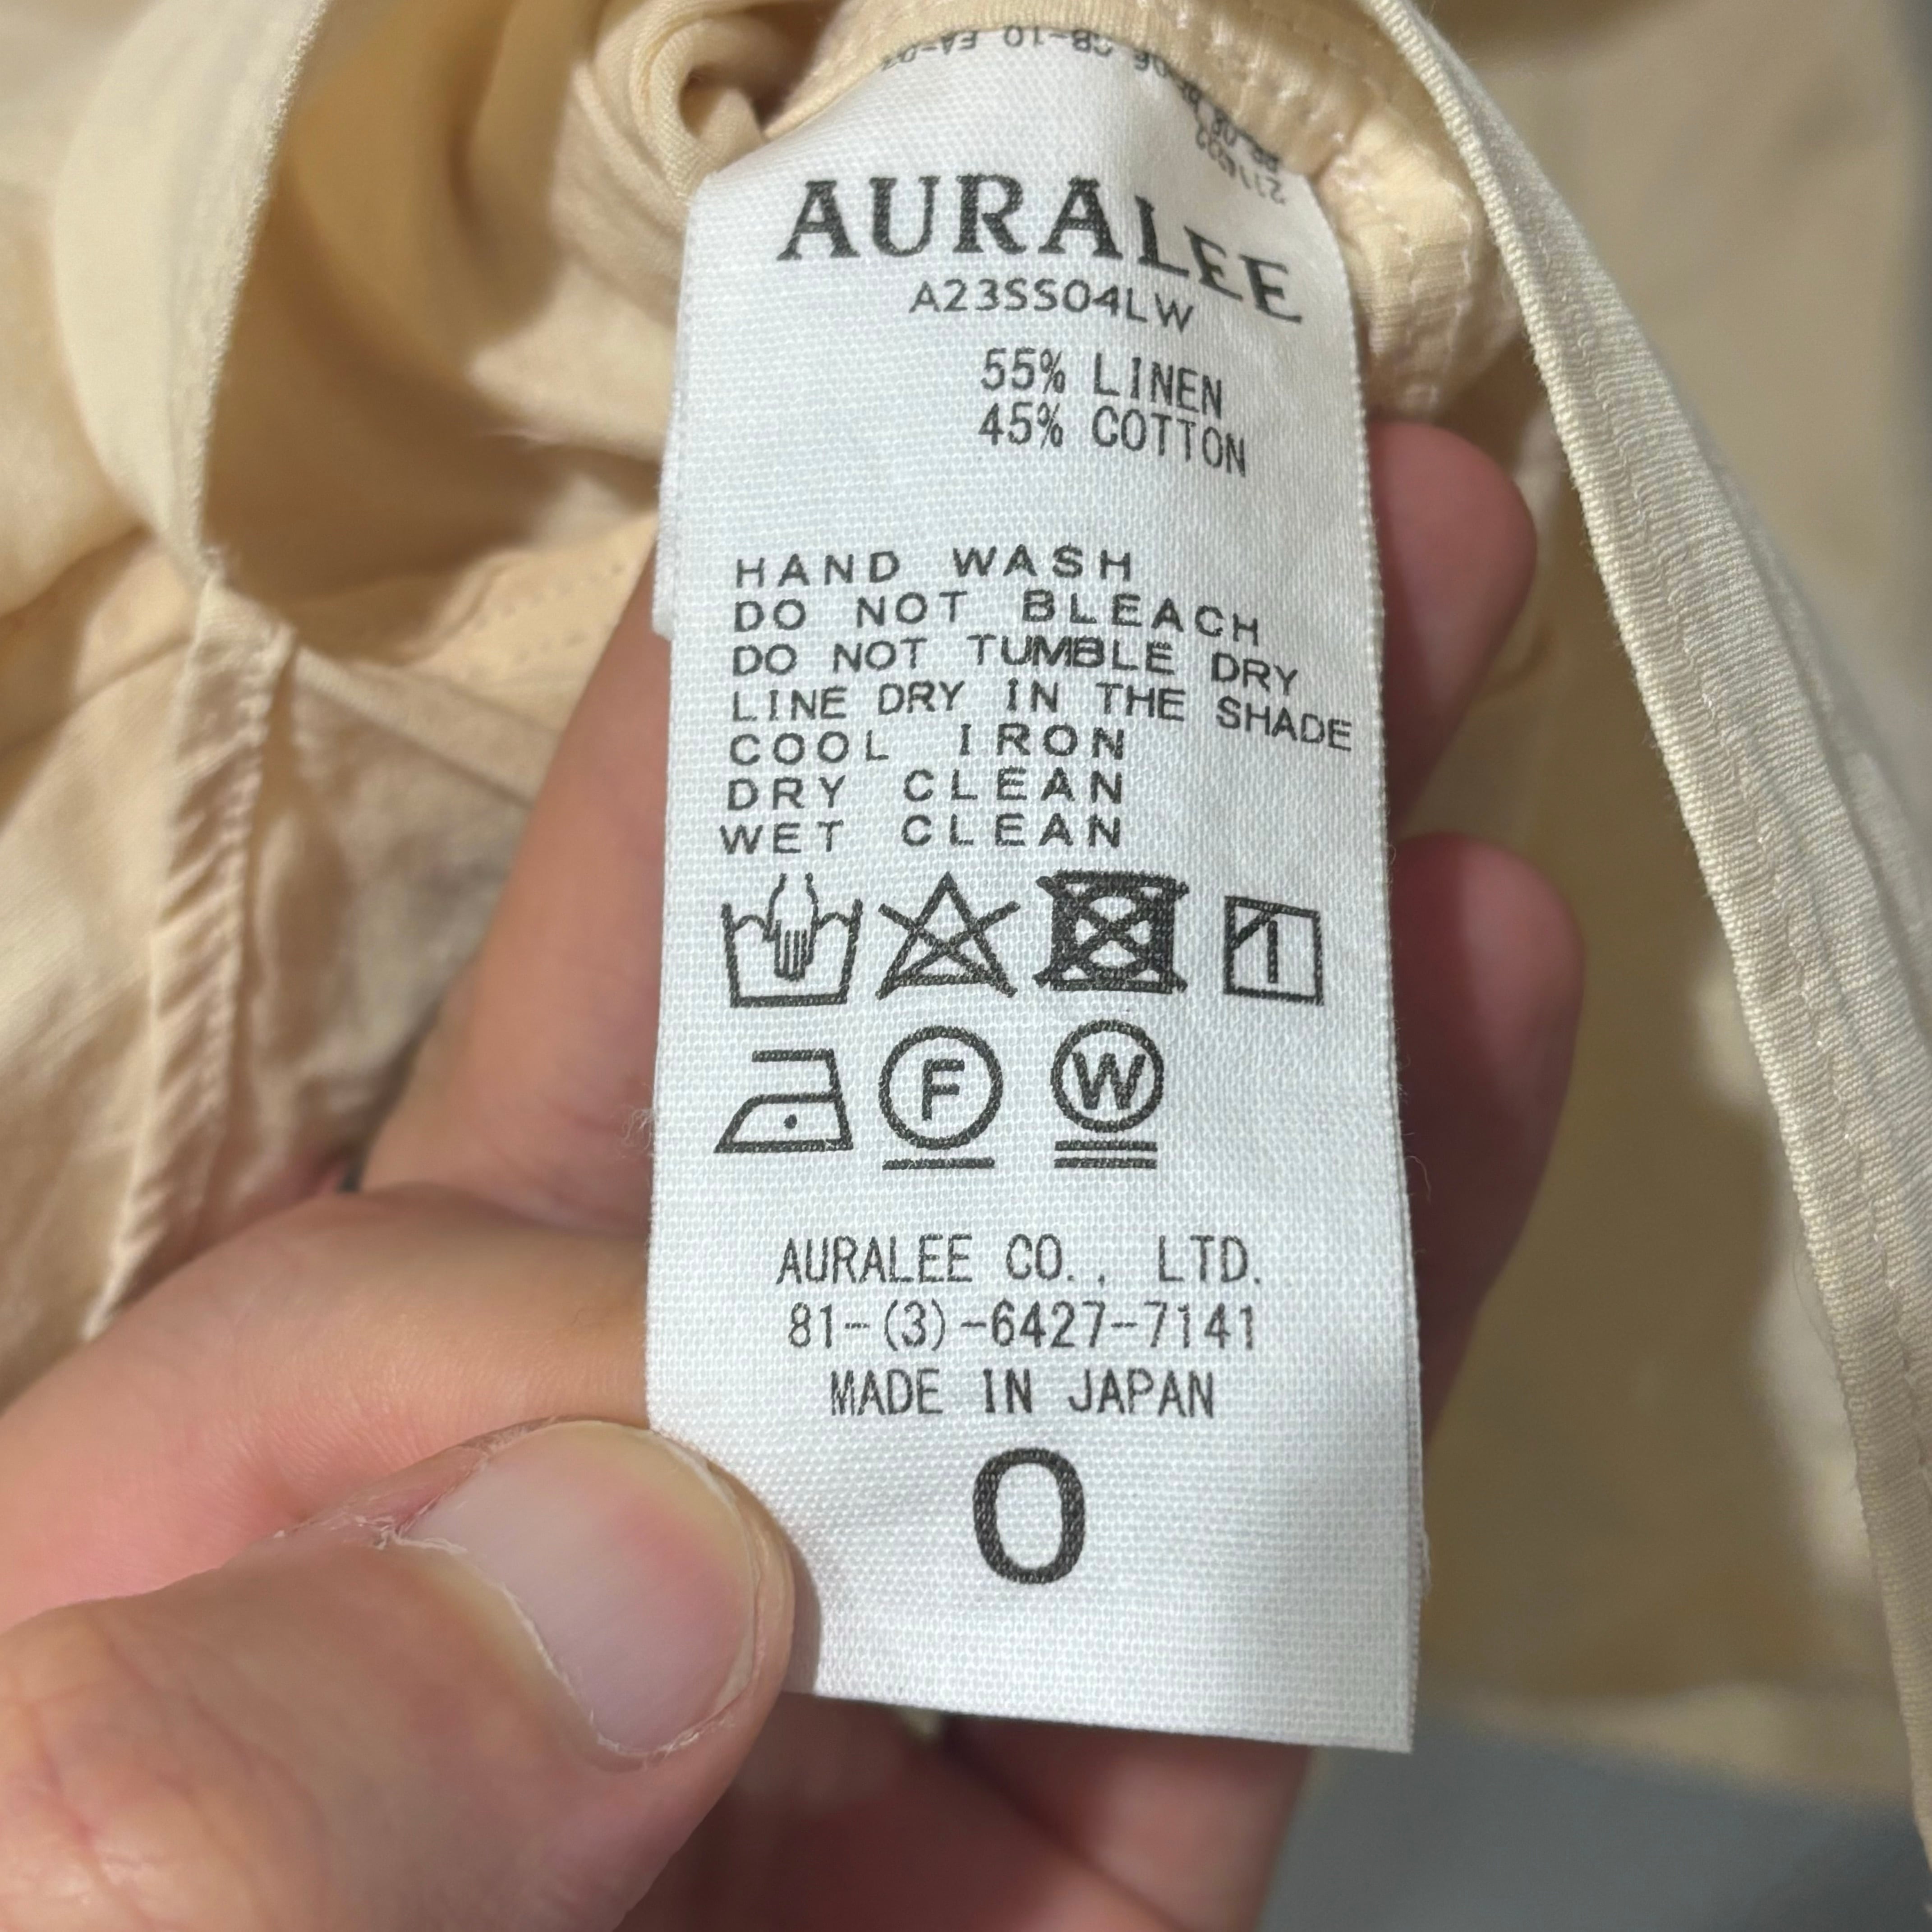 AURALEE
A23SS04LW
55% LINEN
45% COTTON
HAND WASH
DO NOT BLEACH
DO NOT TUMBLE DRY
LINE DRY IN THE SHADE
COOL IRON
DRY CLEAN
WET CLEAN
F
W
AURALEE CO., LTD.
81-(3)-6427-7141
MADE IN JAPAN
0